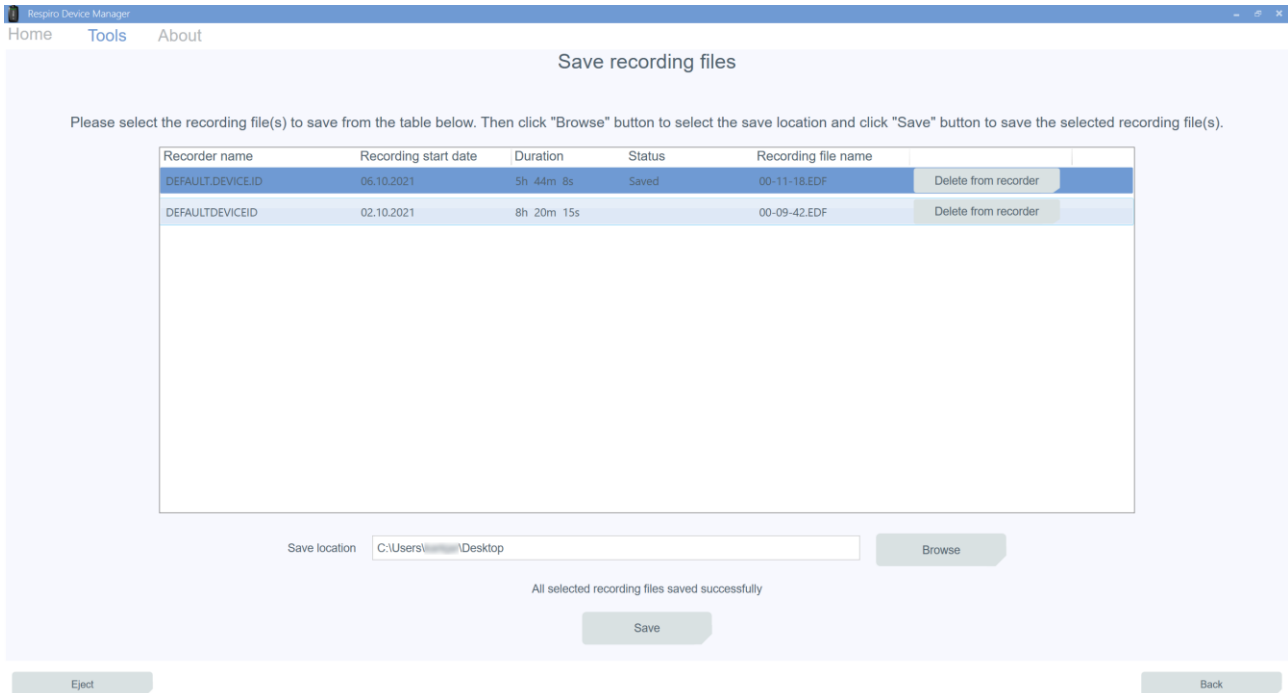 Respiro Device Manager
Home Tools About
Save recording files
Please select the recording file(s) to save from the table below. Then click "Browse" button to select the save location and click "Save" button to save the selected recording file(s).
Recorder name Recording start date Duration Status Recording file name
DEFAULT.DEVICE.ID 06.10.2021 5h 44m 8s Saved 00-11-18.EDF Delete from recorder
DEFAULTDEVICEID 02.10.2021 8h 20m 15s 00-09-42.EDF Delete from recorder
Save location C:\Users\ \Desktop Browse
All selected recording files saved successfully
Save
Eject Back